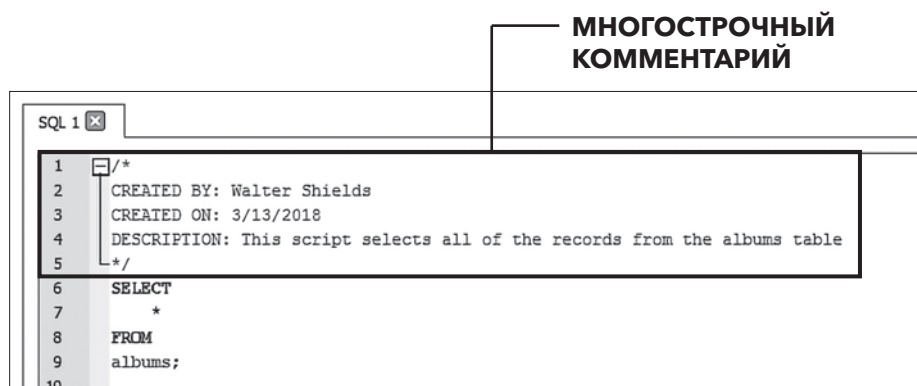 МНОГОСТРОЧНЫЙ
КОММЕНТАРИЙ
SQL 1
1 /*
2 CREATED BY: Walter Shields
3 CREATED ON: 3/13/2018
4 DESCRIPTION: This script selects all of the records from the albums table
5 */
6 SELECT
7 *
8 FROM
9 albums;
10